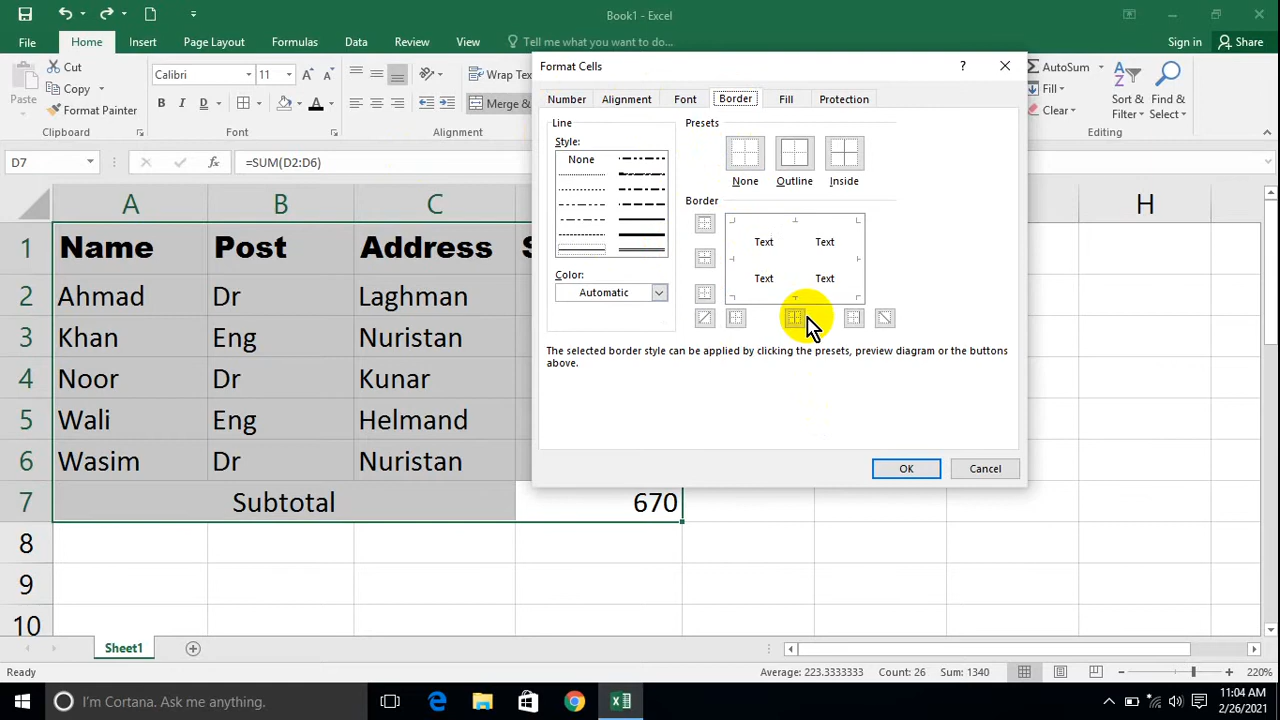 Book1 - Excel
File Home Insert Page Layout Formulas Data Review View Tell me what you want to do... Sign in Share
Cut
Copy
Format Painter
Paste
Clipboard
Calibri 11
B I D A
Font
Wrap Text
Merge &
Alignment
AutoSum
Fill
Clear
Sort & Filter
Find & Select
Editing
D7 fx =SUM(D2:D6)
Format Cells ?
Number Alignment Font Border Fill Protection
Line
Style:
None
Color:
Automatic
Presets
None Outline Inside
Border
Text Text
Text Text
The selected border style can be applied by clicking the presets, preview diagram or the buttons
above.
OK Cancel
A B C H
1 Name Post Address S
2 Ahmad Dr Laghman
3 Khan Eng Nuristan
4 Noor Dr Kunar
5 Wali Eng Helmand
6 Wasim Dr Nuristan
7 Subtotal 670
8
9
10
Sheet1
Ready Average: 223.3333333 Count: 26 Sum: 1340 220%
I'm Cortana. Ask me anything.
11:04 AM
2/26/2021